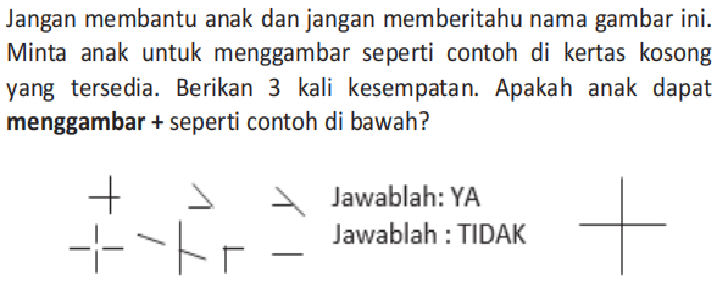 Jangan membantu anak dan jangan memberitahu nama gambar ini.
Minta anak untuk menggambar seperti contoh di kertas kosong
yang tersedia. Berikan 3 kali kesempatan. Apakah anak dapat
menggambar + seperti contoh di bawah?
Jawablah: YA
Jawablah : TIDAK